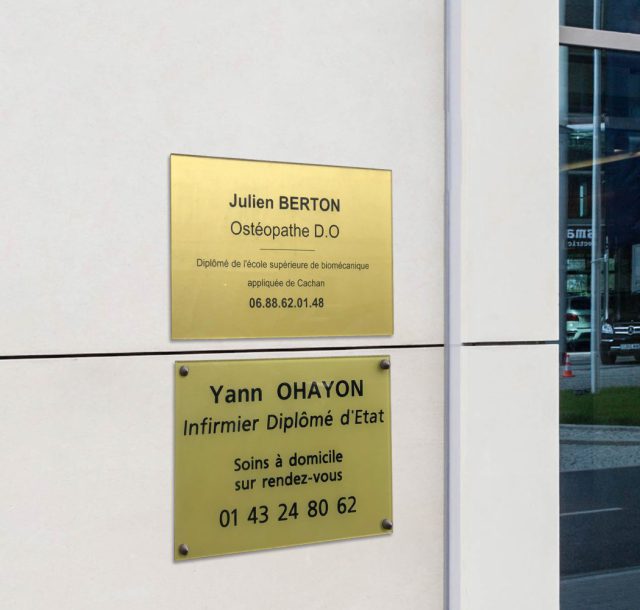 Julien BERTON
Ostéopathe D.O
Diplômé de l'école supérieure de biomécanique
appliquée de Cachan
06.88.62.01.48
Yann OHAYON
Infirmier Diplômé d'Etat
Soins à domicile
sur rendez-vous
01 43 24 80 62